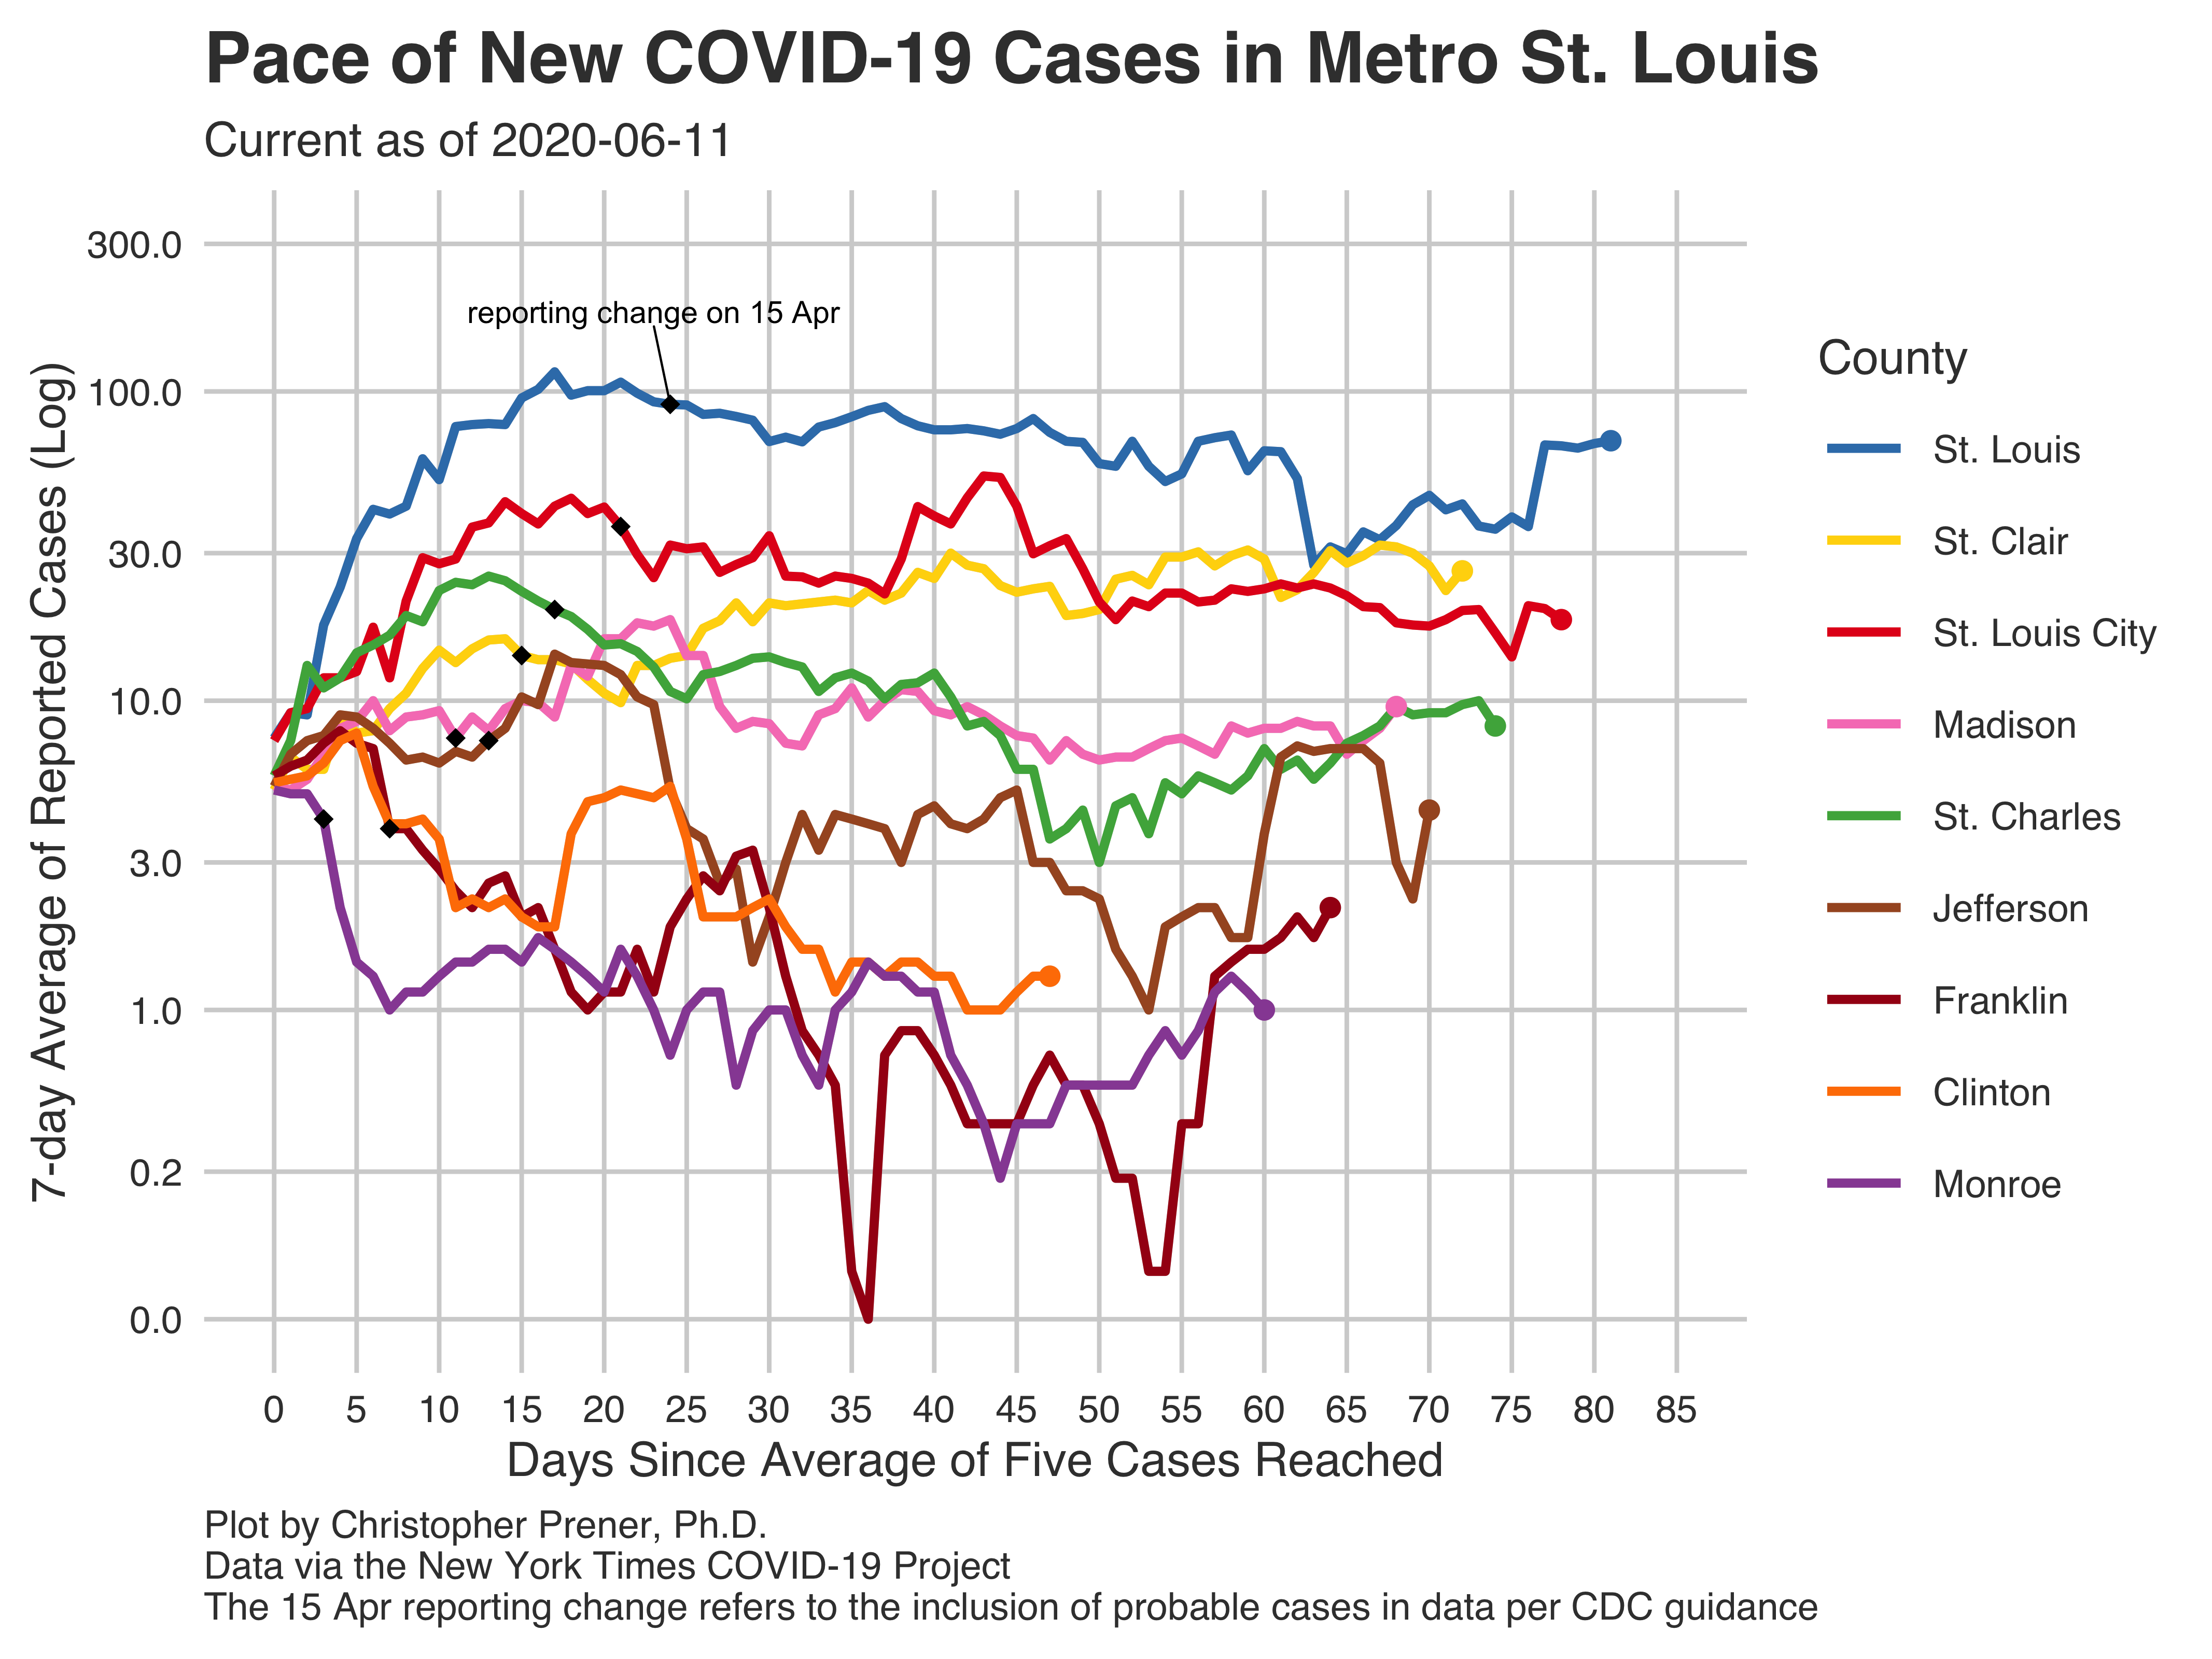 Pace of New COVID-19 Cases in Metro St. Louis
Current as of 2020-06-11
300.0
100.0
30.0
10.0
3.0
1.0
0.2
0.0
7-day Average of Reported Cases (Log)
reporting change on 15 Apr
0 5 10 15 20 25 30 35 40 45 50 55 60 65 70 75 80 85
Days Since Average of Five Cases Reached
County
St. Louis
St. Clair
St. Louis City
Madison
St. Charles
Jefferson
Franklin
Clinton
Monroe
Plot by Christopher Prener, Ph.D.
Data via the New York Times COVID-19 Project
The 15 Apr reporting change refers to the inclusion of probable cases in data per CDC guidance